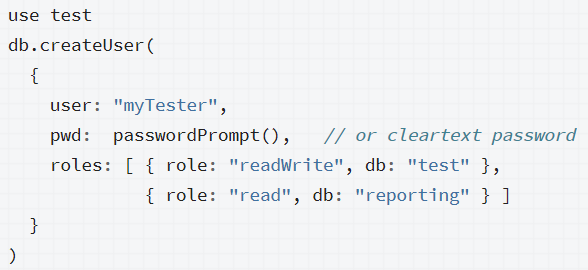 use test
db.createUser(
  {
    user: "myTester",
    pwd:  passwordPrompt(),   // or cleartext password
    roles: [ { role: "readWrite", db: "test" },
             { role: "read", db: "reporting" } ]
  }
)